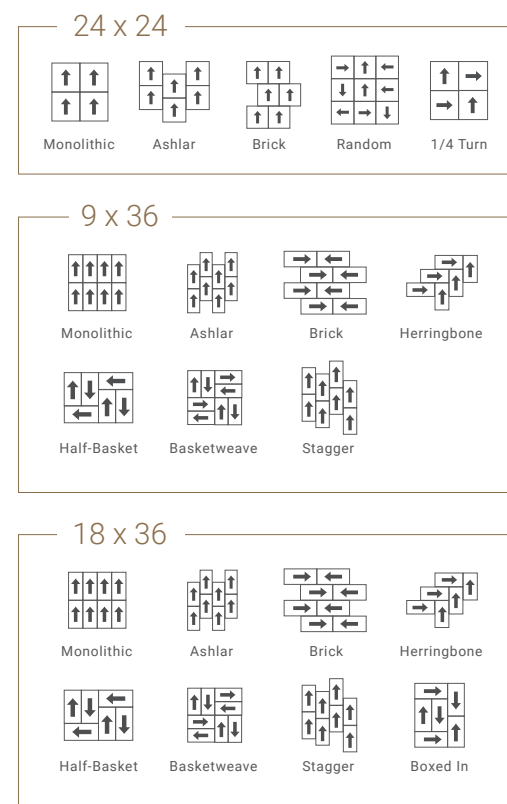 24 x 24
Monolithic Ashlar Brick Random 1/4 Turn
9 x 36
Monolithic Ashlar Brick Herringbone
Half-Basket Basketweave Stagger
18 x 36
Monolithic Ashlar Brick Herringbone
Half-Basket Basketweave Stagger Boxed In